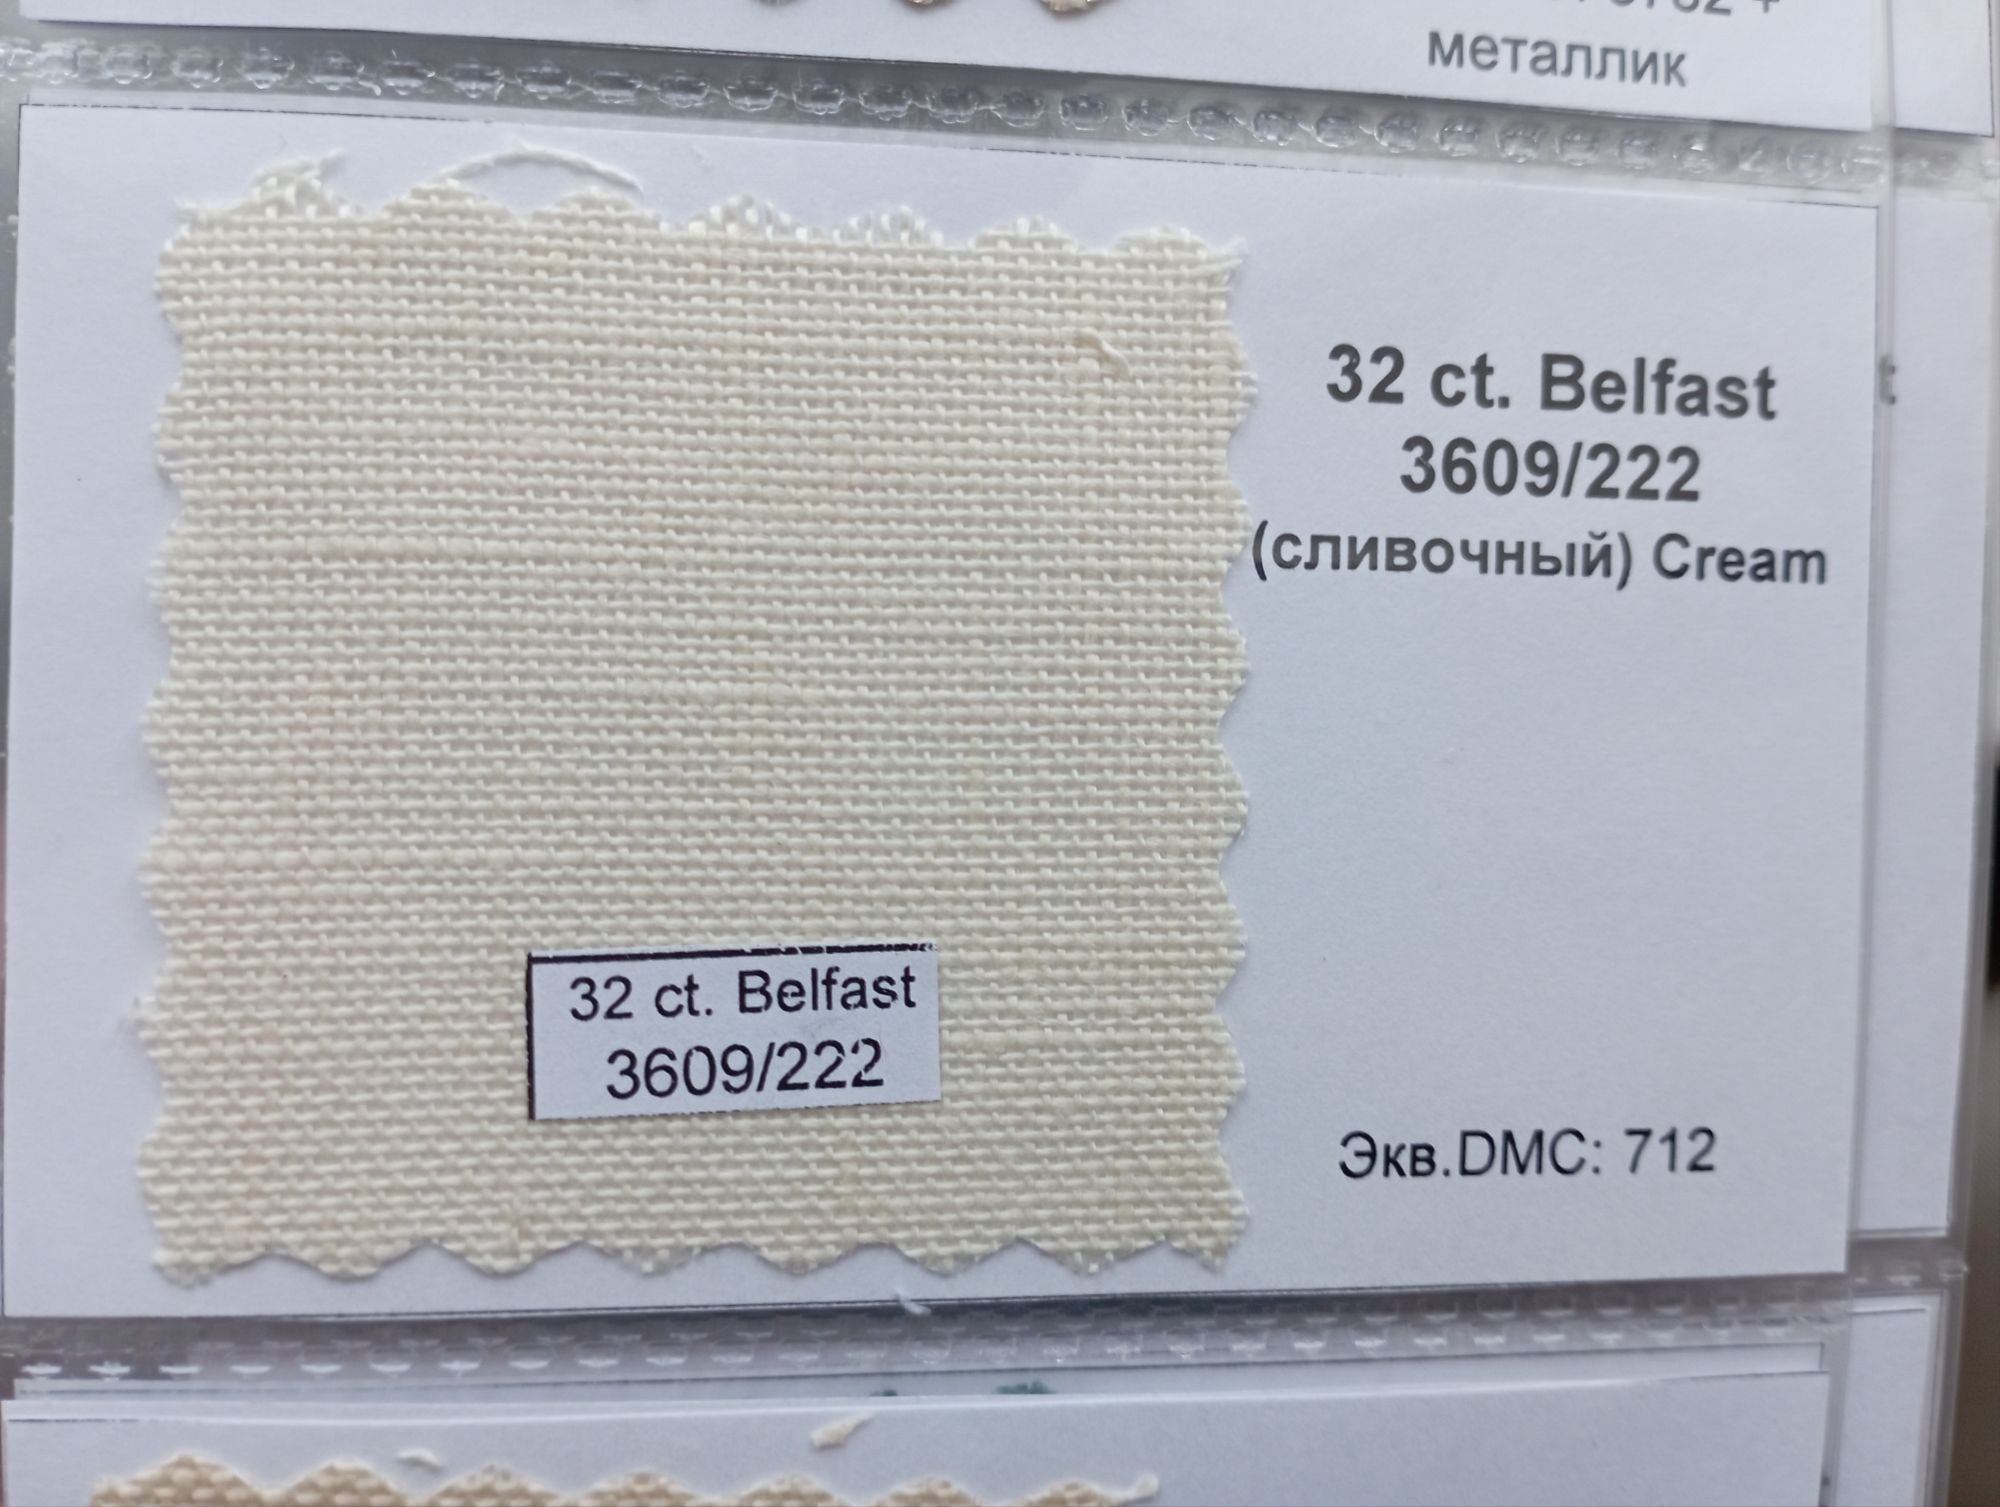 металлик
32 ct. Belfast
3609/222
(сливочный) Cream
32 ct. Belfast
3609/222
Экв.DMC: 712